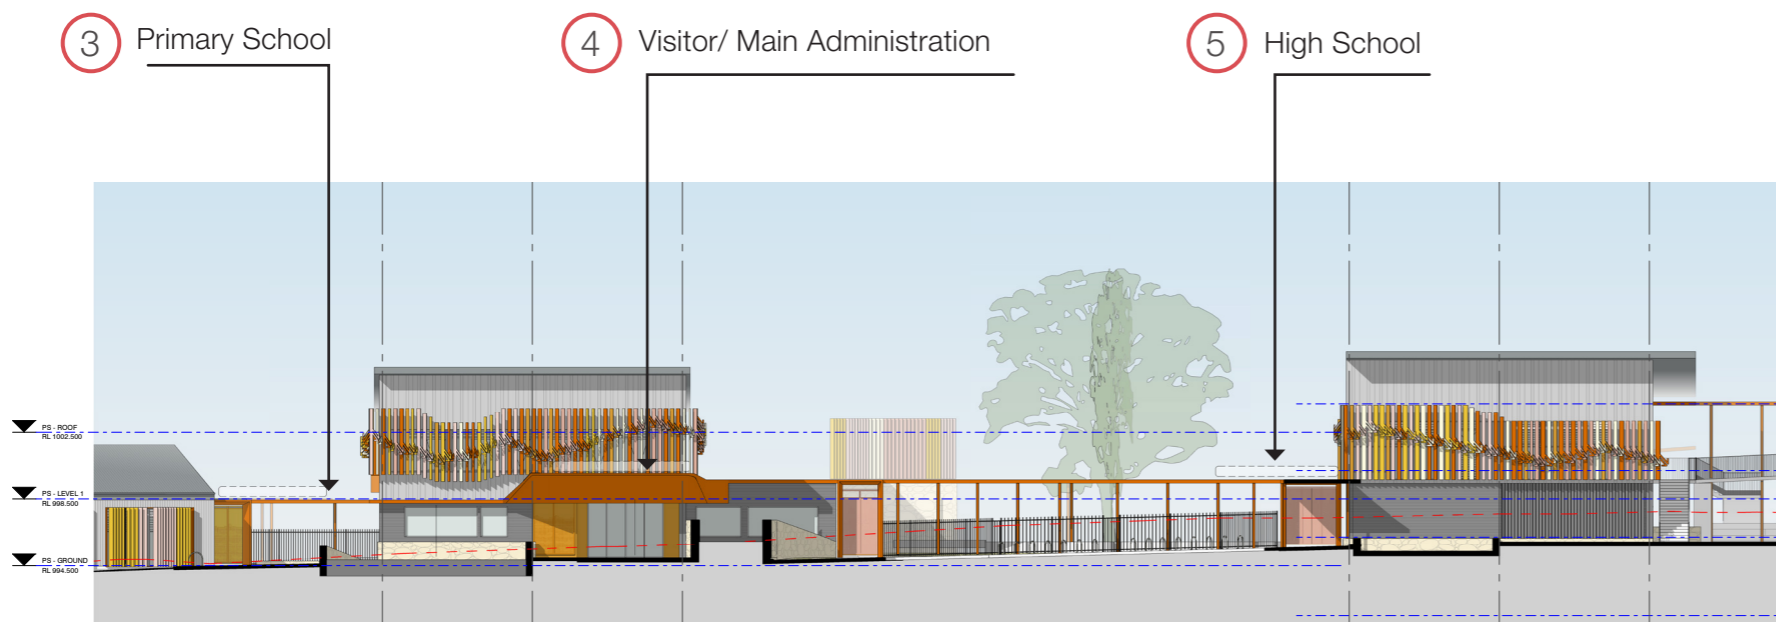 3 Primary School
4 Visitor/ Main Administration
5 High School
PS - ROOF
RL 1002.500
PS - LEVEL 1
RL 998.500
PS - GROUND
RL 994.500